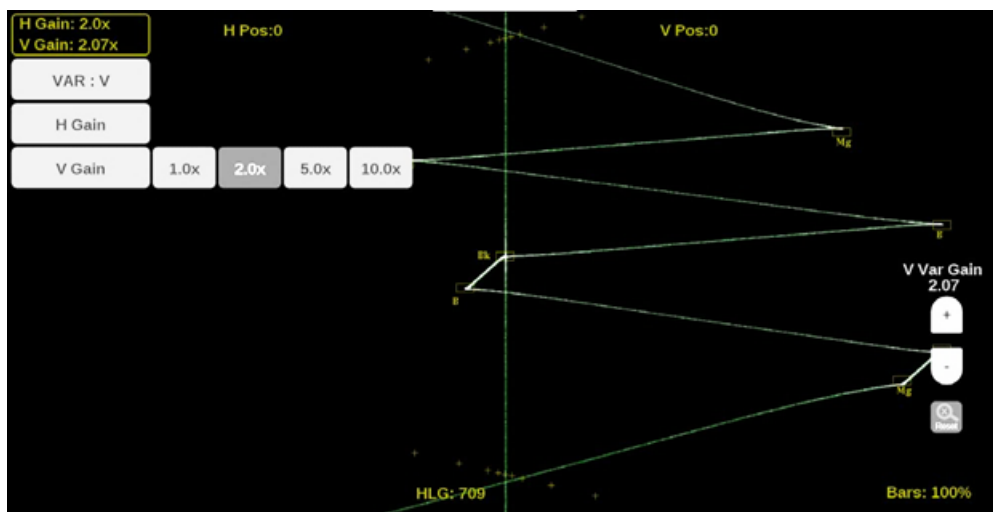 H Gain: 2.0x
V Gain: 2.07x
H Pos:0
V Pos:0
VAR : V
H Gain
V Gain
1.0x
2.0x
5.0x
10.0x
Mg
Bk
B
V Var Gain
2.07
+
-
Mg
Reset
HLG: 709
Bars: 100%